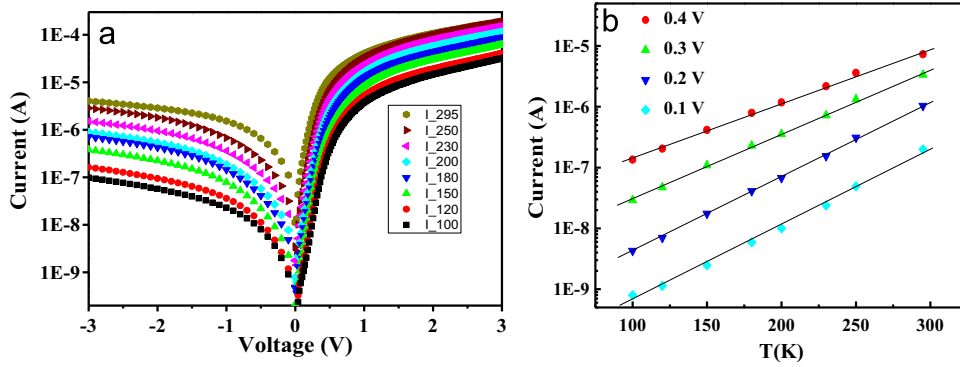 a
Current (A)
1E-4
1E-5
1E-6
1E-7
1E-8
1E-9
I_295
I_250
I_230
I_200
I_180
I_150
I_120
I_100
-3 -2 -1 0 1 2 3
Voltage (V)
b
Current (A)
1E-5
1E-6
1E-7
1E-8
1E-9
0.4 V
0.3 V
0.2 V
0.1 V
100 150 200 250 300
T(K)